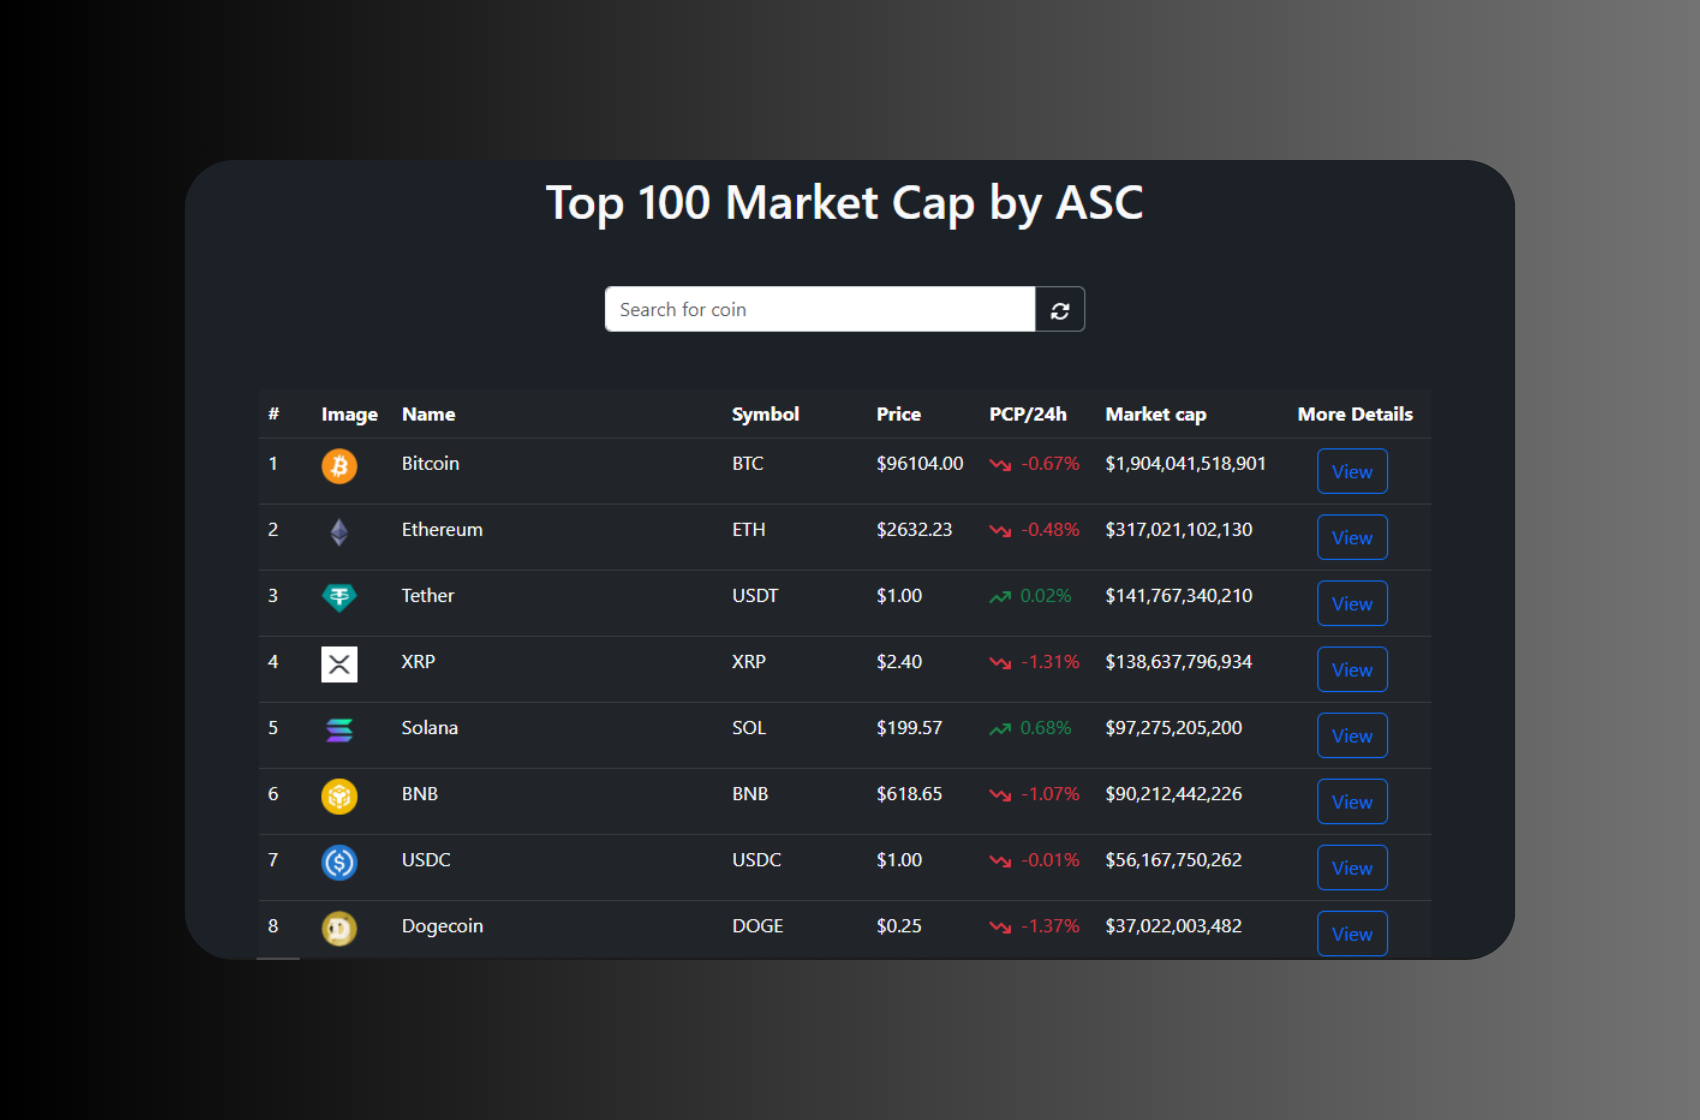 Top 100 Market Cap by ASC
Search for coin
# Image Name Symbol Price PCP/24h Market cap More Details
1 Bitcoin BTC $96104.00 -0.67% $1,904,041,518,901 View
2 Ethereum ETH $2632.23 -0.48% $317,021,102,130 View
3 Tether USDT $1.00 0.02% $141,767,340,210 View
4 XRP XRP $2.40 -1.31% $138,637,796,934 View
5 Solana SOL $199.57 0.68% $97,275,205,200 View
6 BNB BNB $618.65 -1.07% $90,212,442,226 View
7 USDC USDC $1.00 -0.01% $56,167,750,262 View
8 Dogecoin DOGE $0.25 -1.37% $37,022,003,482 View